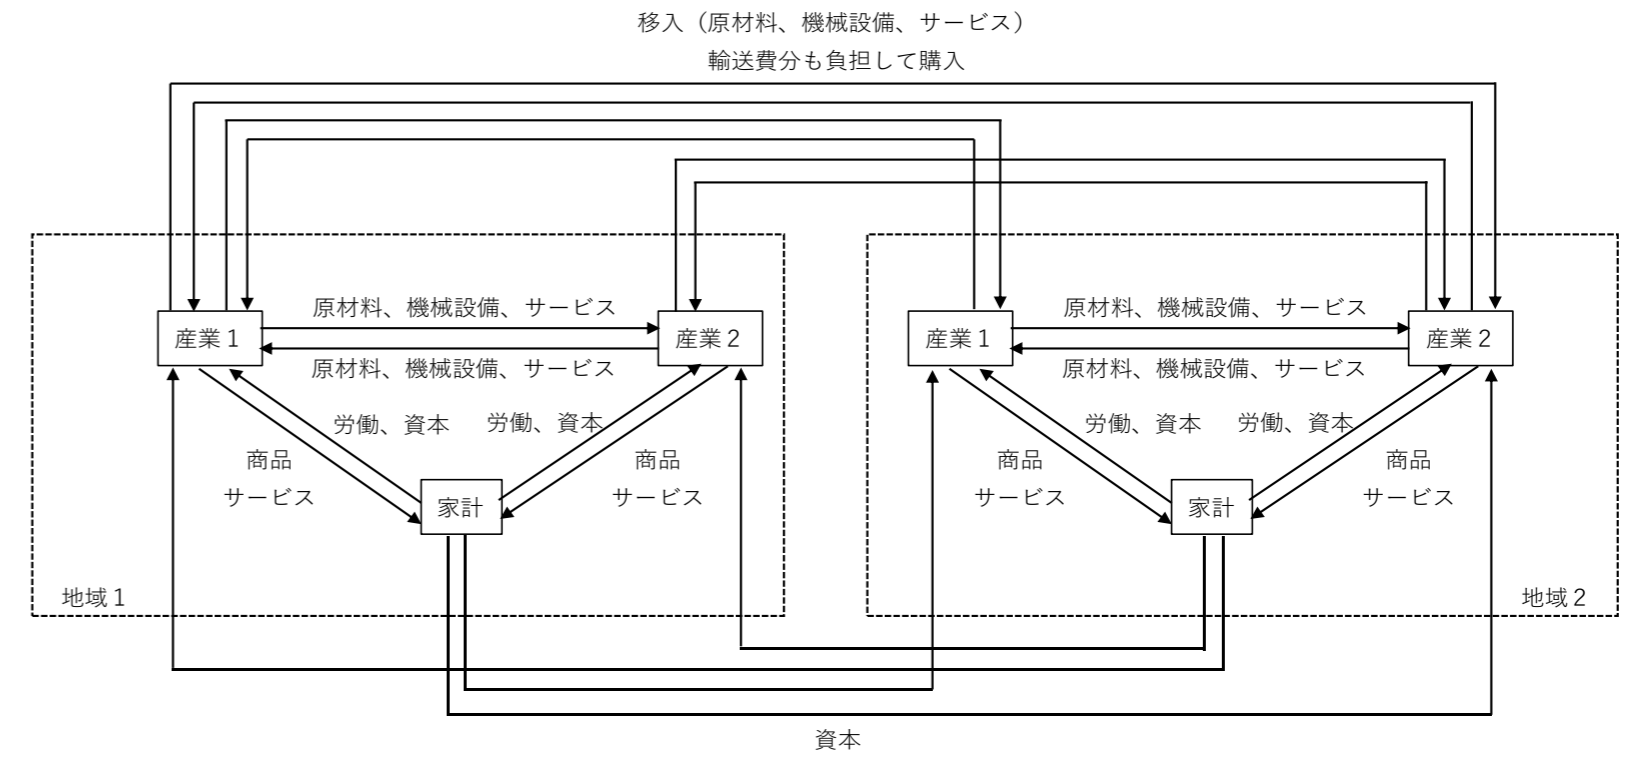 移入（原材料、機械設備、サービス）
輸送費分も負担して購入
原材料、機械設備、サービス
産業１
産業２
原材料、機械設備、サービス
労働、資本
労働、資本
商品
サービス
商品
サービス
家計
地域１
原材料、機械設備、サービス
産業１
産業２
原材料、機械設備、サービス
労働、資本
労働、資本
商品
サービス
商品
サービス
家計
地域２
資本